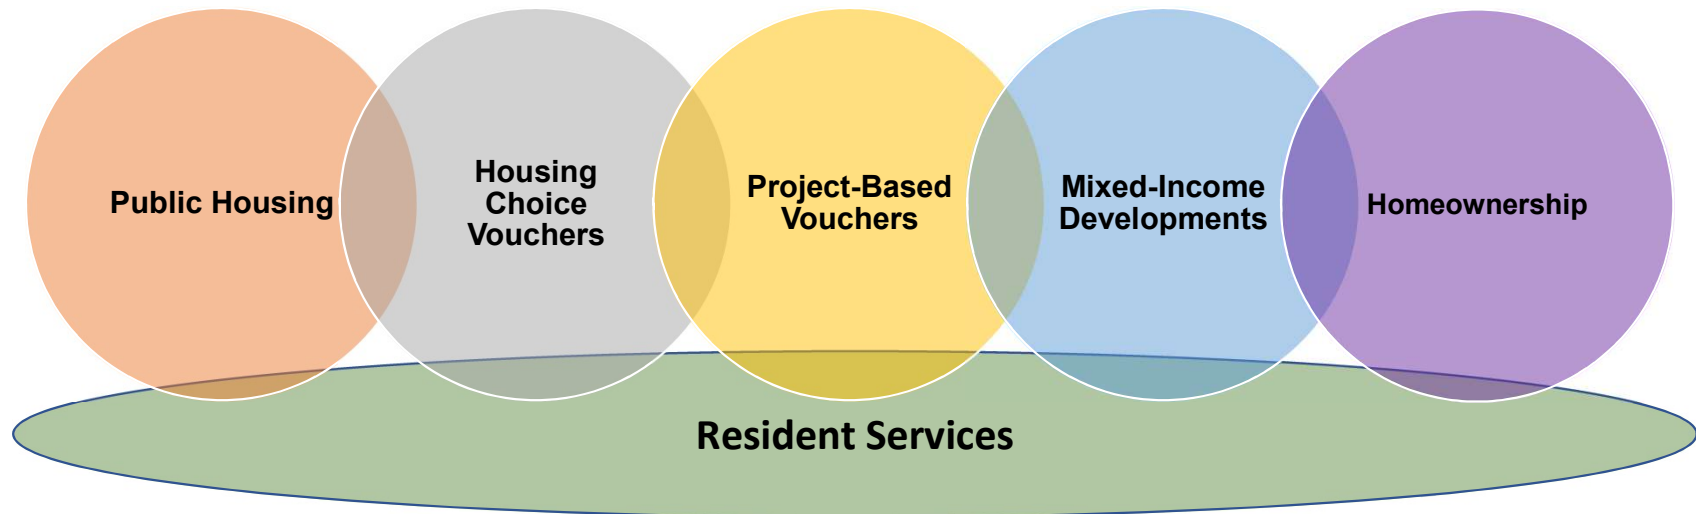 Public Housing
Housing
Choice
Vouchers
Project-Based
Vouchers
Mixed-Income
Developments
Homeownership
Resident Services